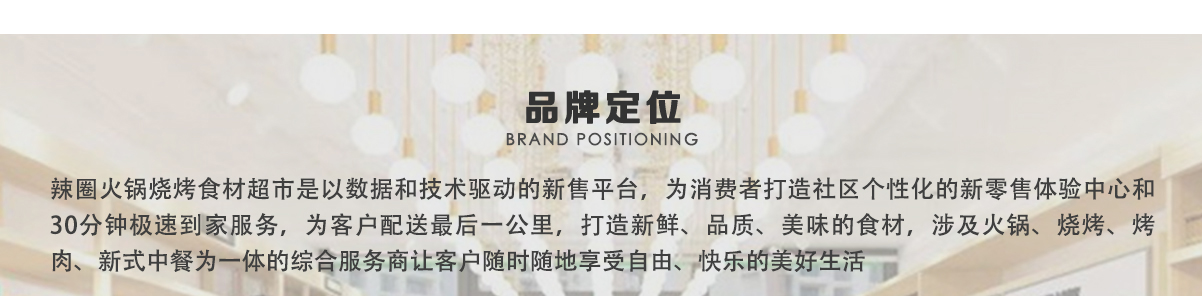 品牌定位
BRAND POSITIONING
辣圈火锅烧烤食材超市是以数据和技术驱动的新售平台，为消费者打造社区个性化的新零售体验中心和
30分钟极速到家服务，为客户配送最后一公里，打造新鲜、品质、美味的食材，涉及火锅、烧烤、烤
肉、新式中餐为一体的综合服务商让客户随时随地享受自由、快乐的美好生活